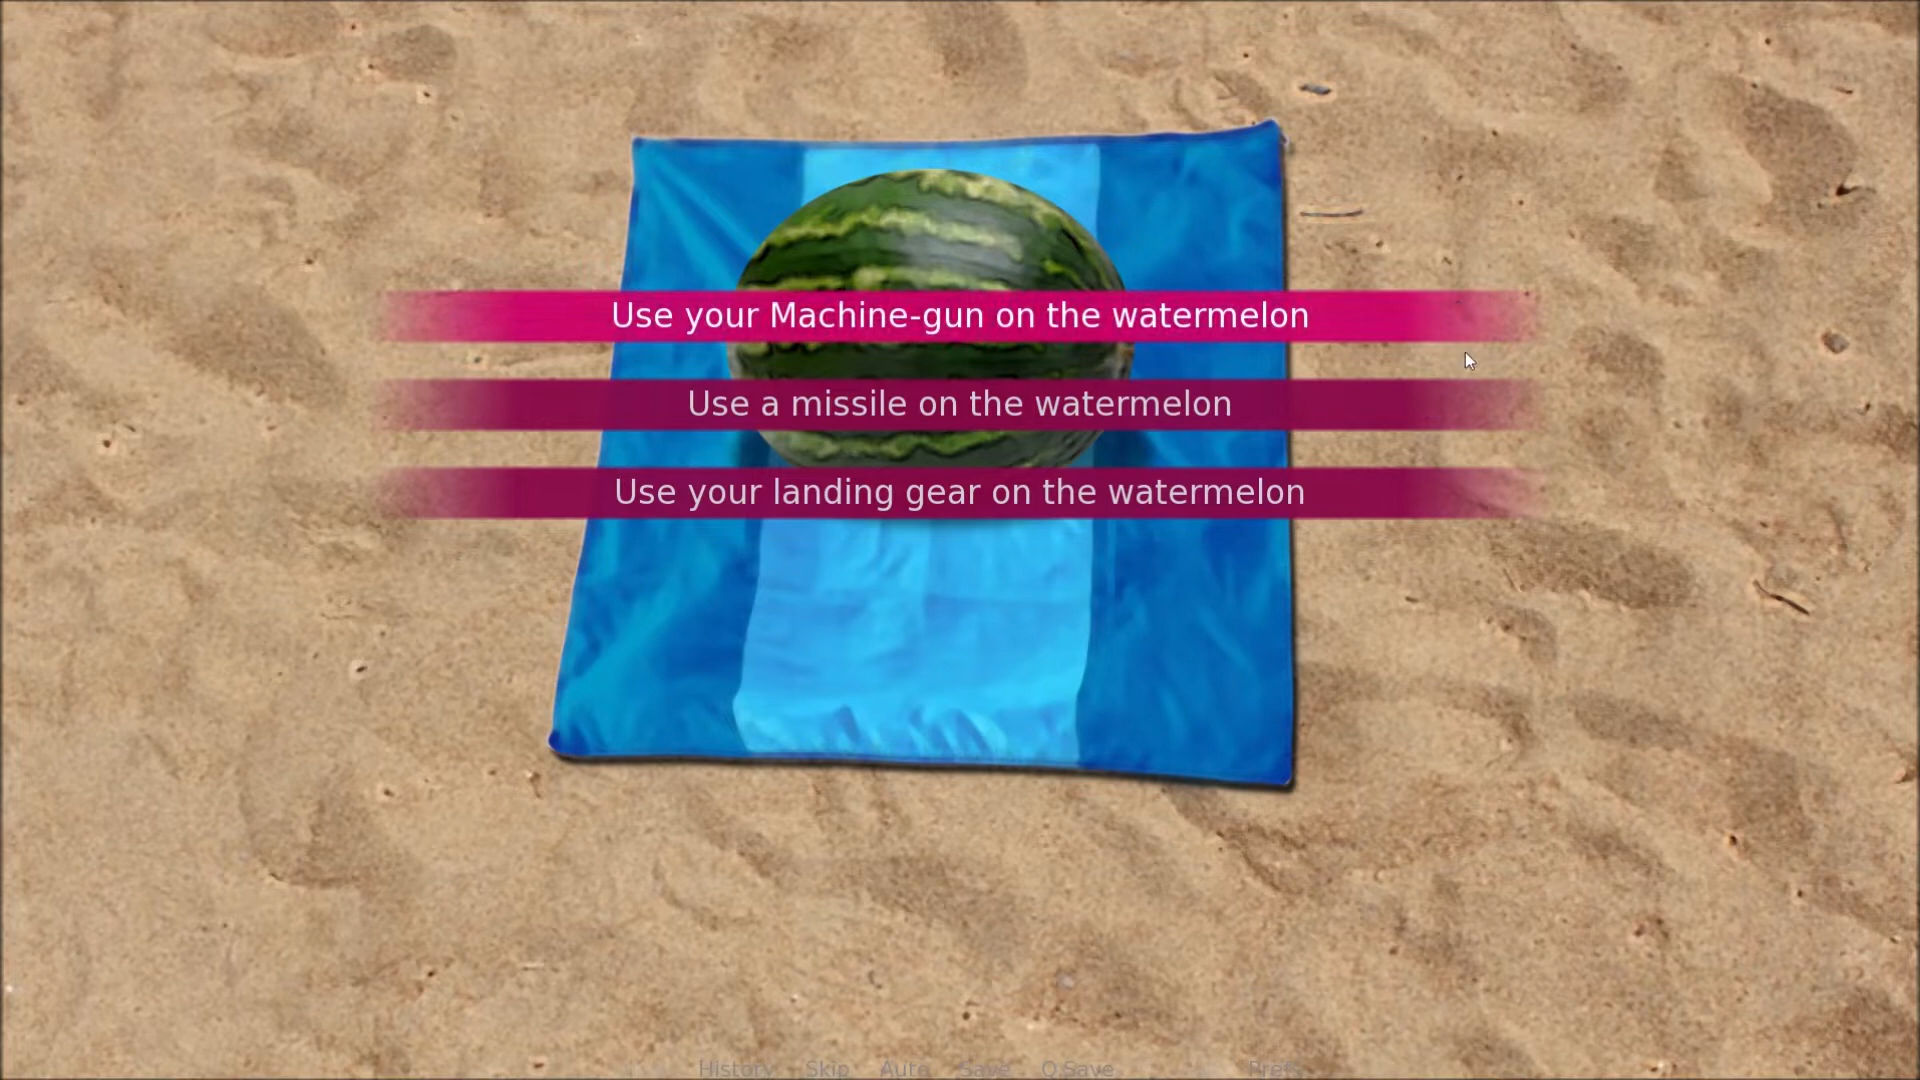 Use your Machine-gun on the watermelon
Use a missile on the watermelon
Use your landing gear on the watermelon
History Skip Auto Save Q.Save Prefs